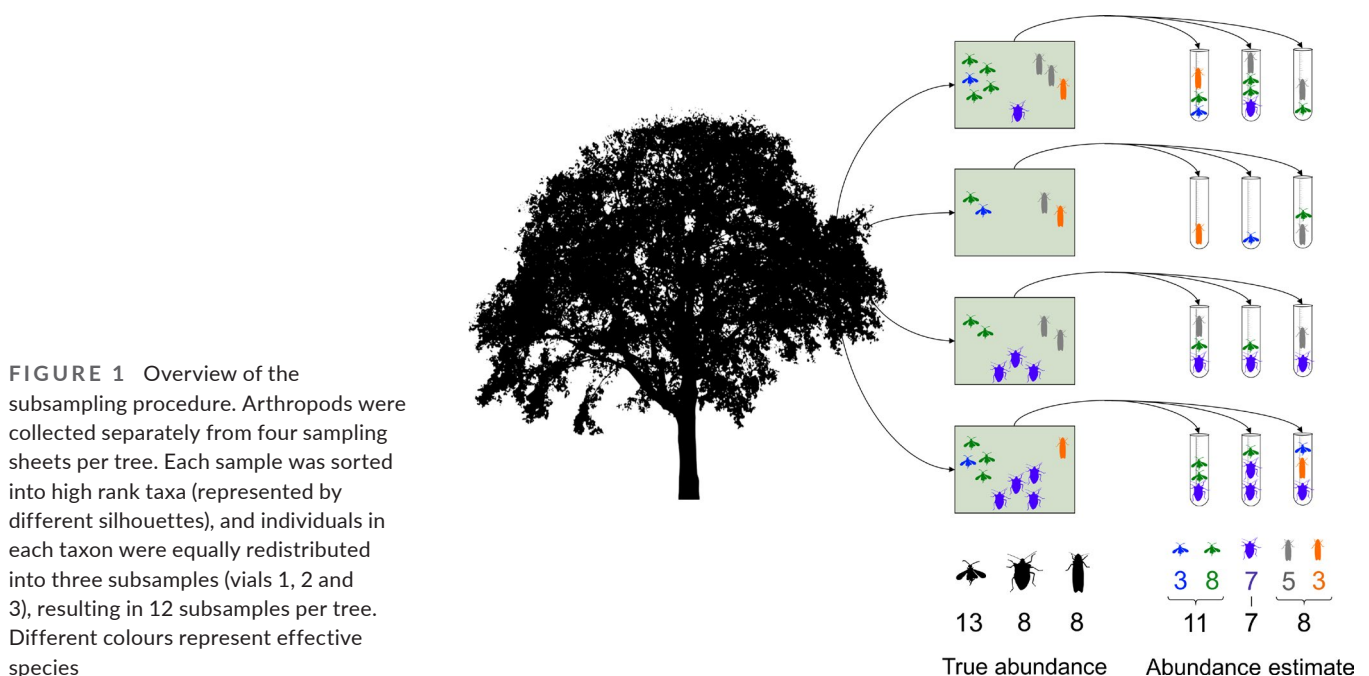 FIGURE 1 Overview of the
subsampling procedure. Arthropods were
collected separately from four sampling
sheets per tree. Each sample was sorted
into high rank taxa (represented by
different silhouettes), and individuals in
each taxon were equally redistributed
into three subsamples (vials 1, 2 and
3), resulting in 12 subsamples per tree.
Different colours represent effective
species
3 8 7 5 3
13 8 8
11 7 8
True abundance
Abundance estimate